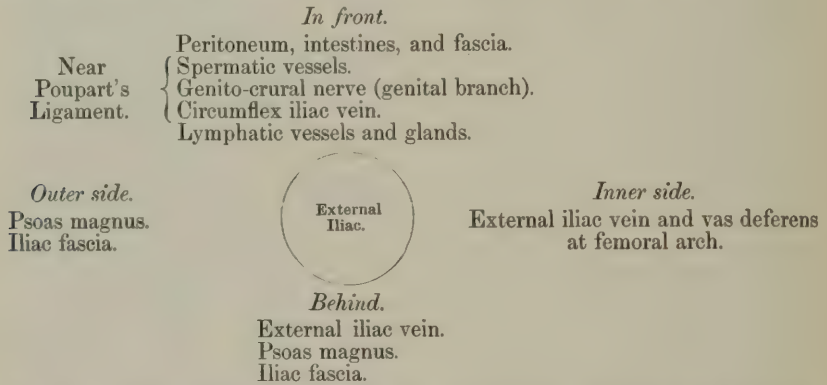 In front.
Peritoneum, intestines, and fascia.
Near Poupart's Ligament.
Spermatic vessels.
Genito-crural nerve (genital branch).
Circumflex iliac vein.
Lymphatic vessels and glands.
Outer side.
Psoas magnus.
Iliac fascia.
External
Iliac.
Inner side.
External iliac vein and vas deferens
at femoral arch.
Behind.
External iliac vein.
Psoas magnus.
Iliac fascia.